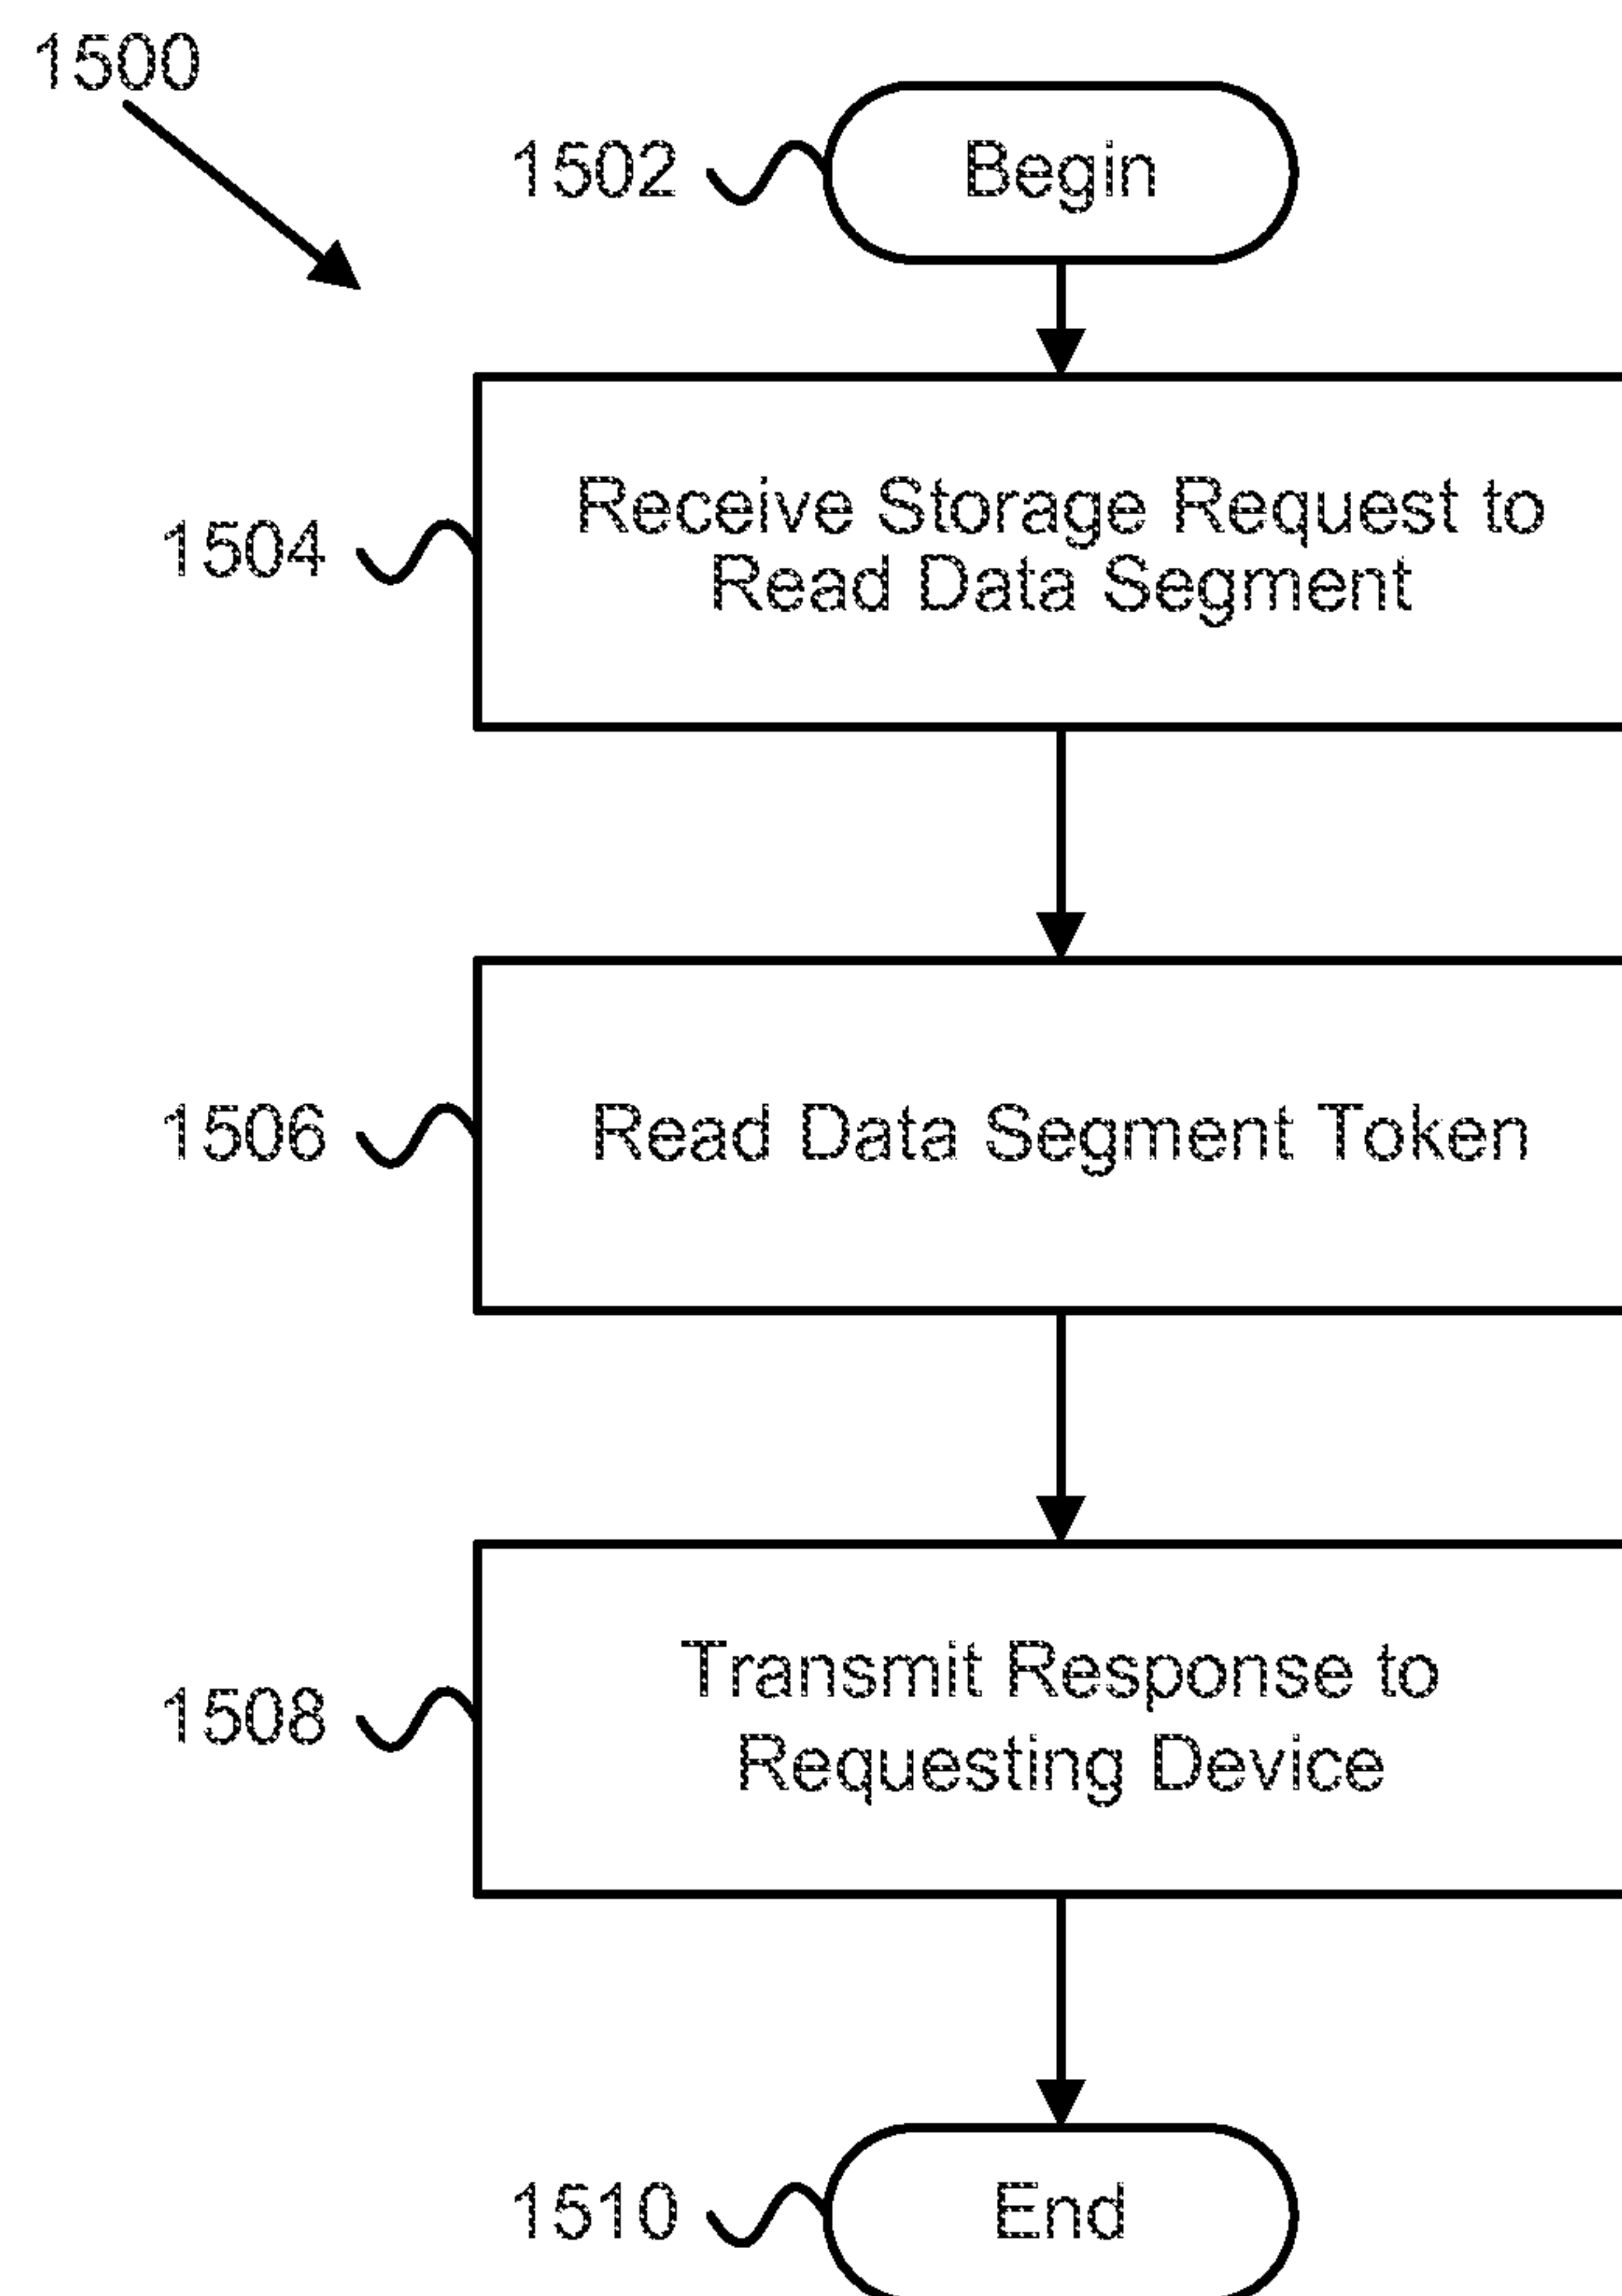 1500
1502
Begin
1504
Receive Storage Request to
Read Data Segment
1506
Read Data Segment Token
1508
Transmit Response to
Requesting Device
1510
End